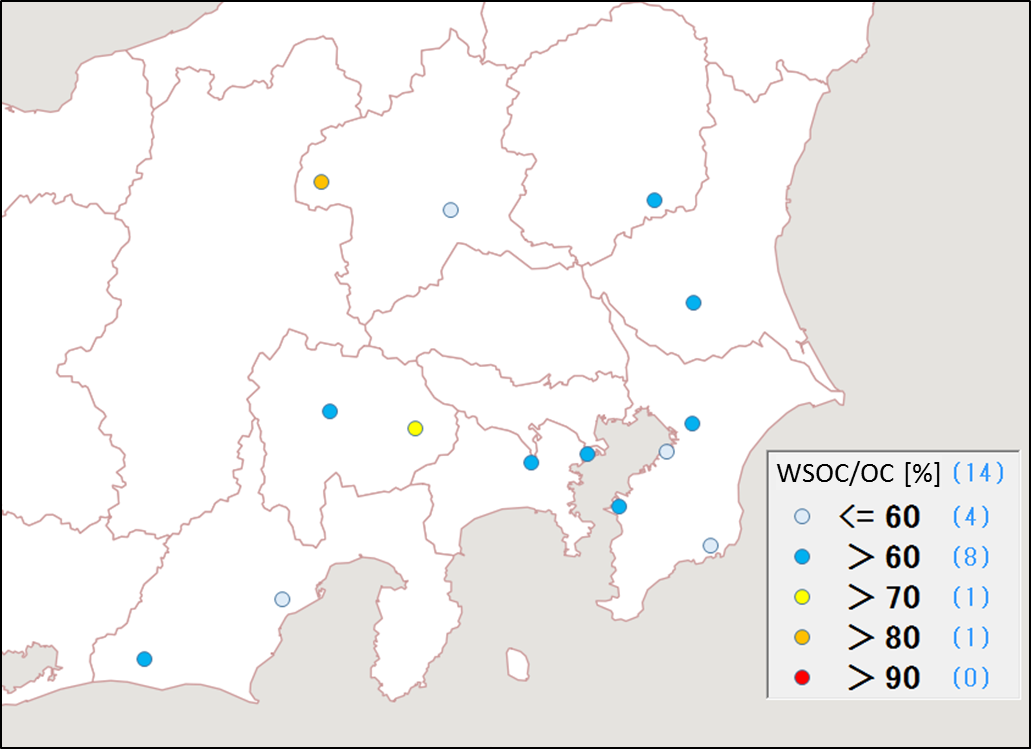 WSOC/OC [%] (14)
<= 60 (4)
> 60 (8)
> 70 (1)
> 80 (1)
> 90 (0)